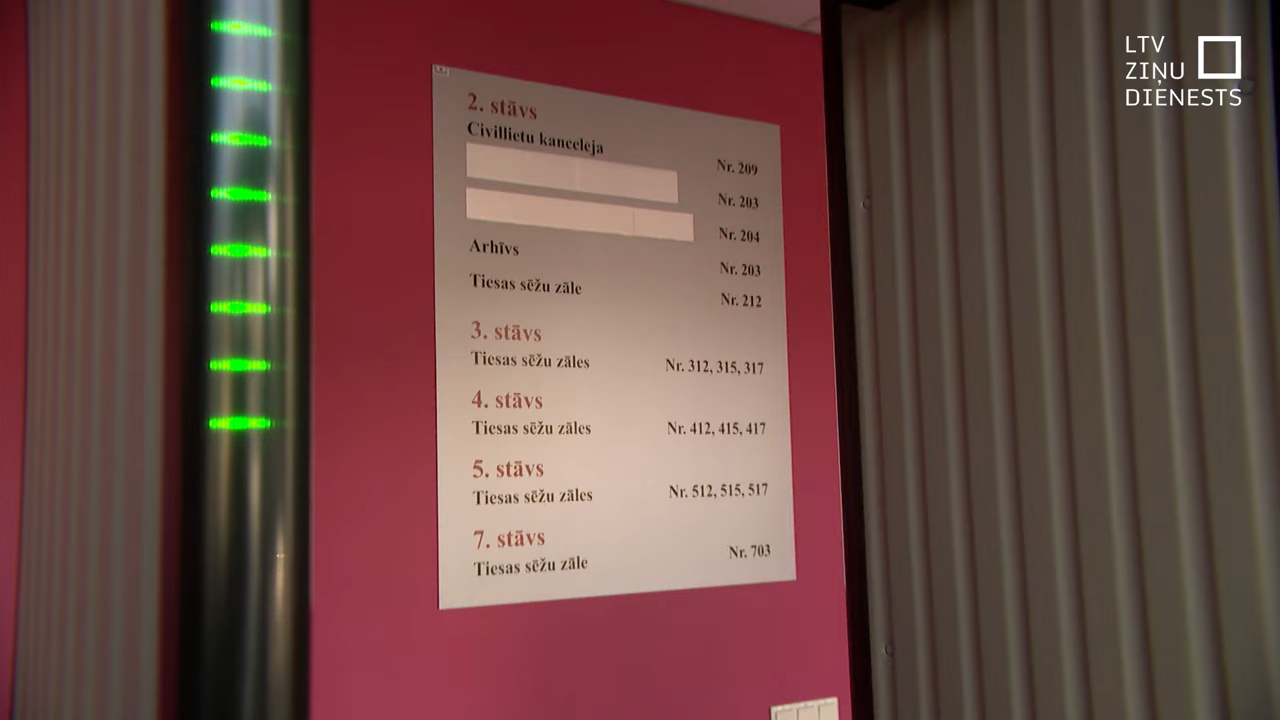 LTV
ZIŅU
DIENESTS
2. stāvs
Civillietu kanceleja
Nr. 209
Nr. 203
Nr. 204
Arhīvs Nr. 203
Tiesas sēžu zāle Nr. 212
3. stāvs
Tiesas sēžu zāles Nr. 312, 315, 317
4. stāvs
Tiesas sēžu zāles Nr. 412, 415, 417
5. stāvs
Tiesas sēžu zāles Nr. 512, 515, 517
7. stāvs
Tiesas sēžu zāle Nr. 703